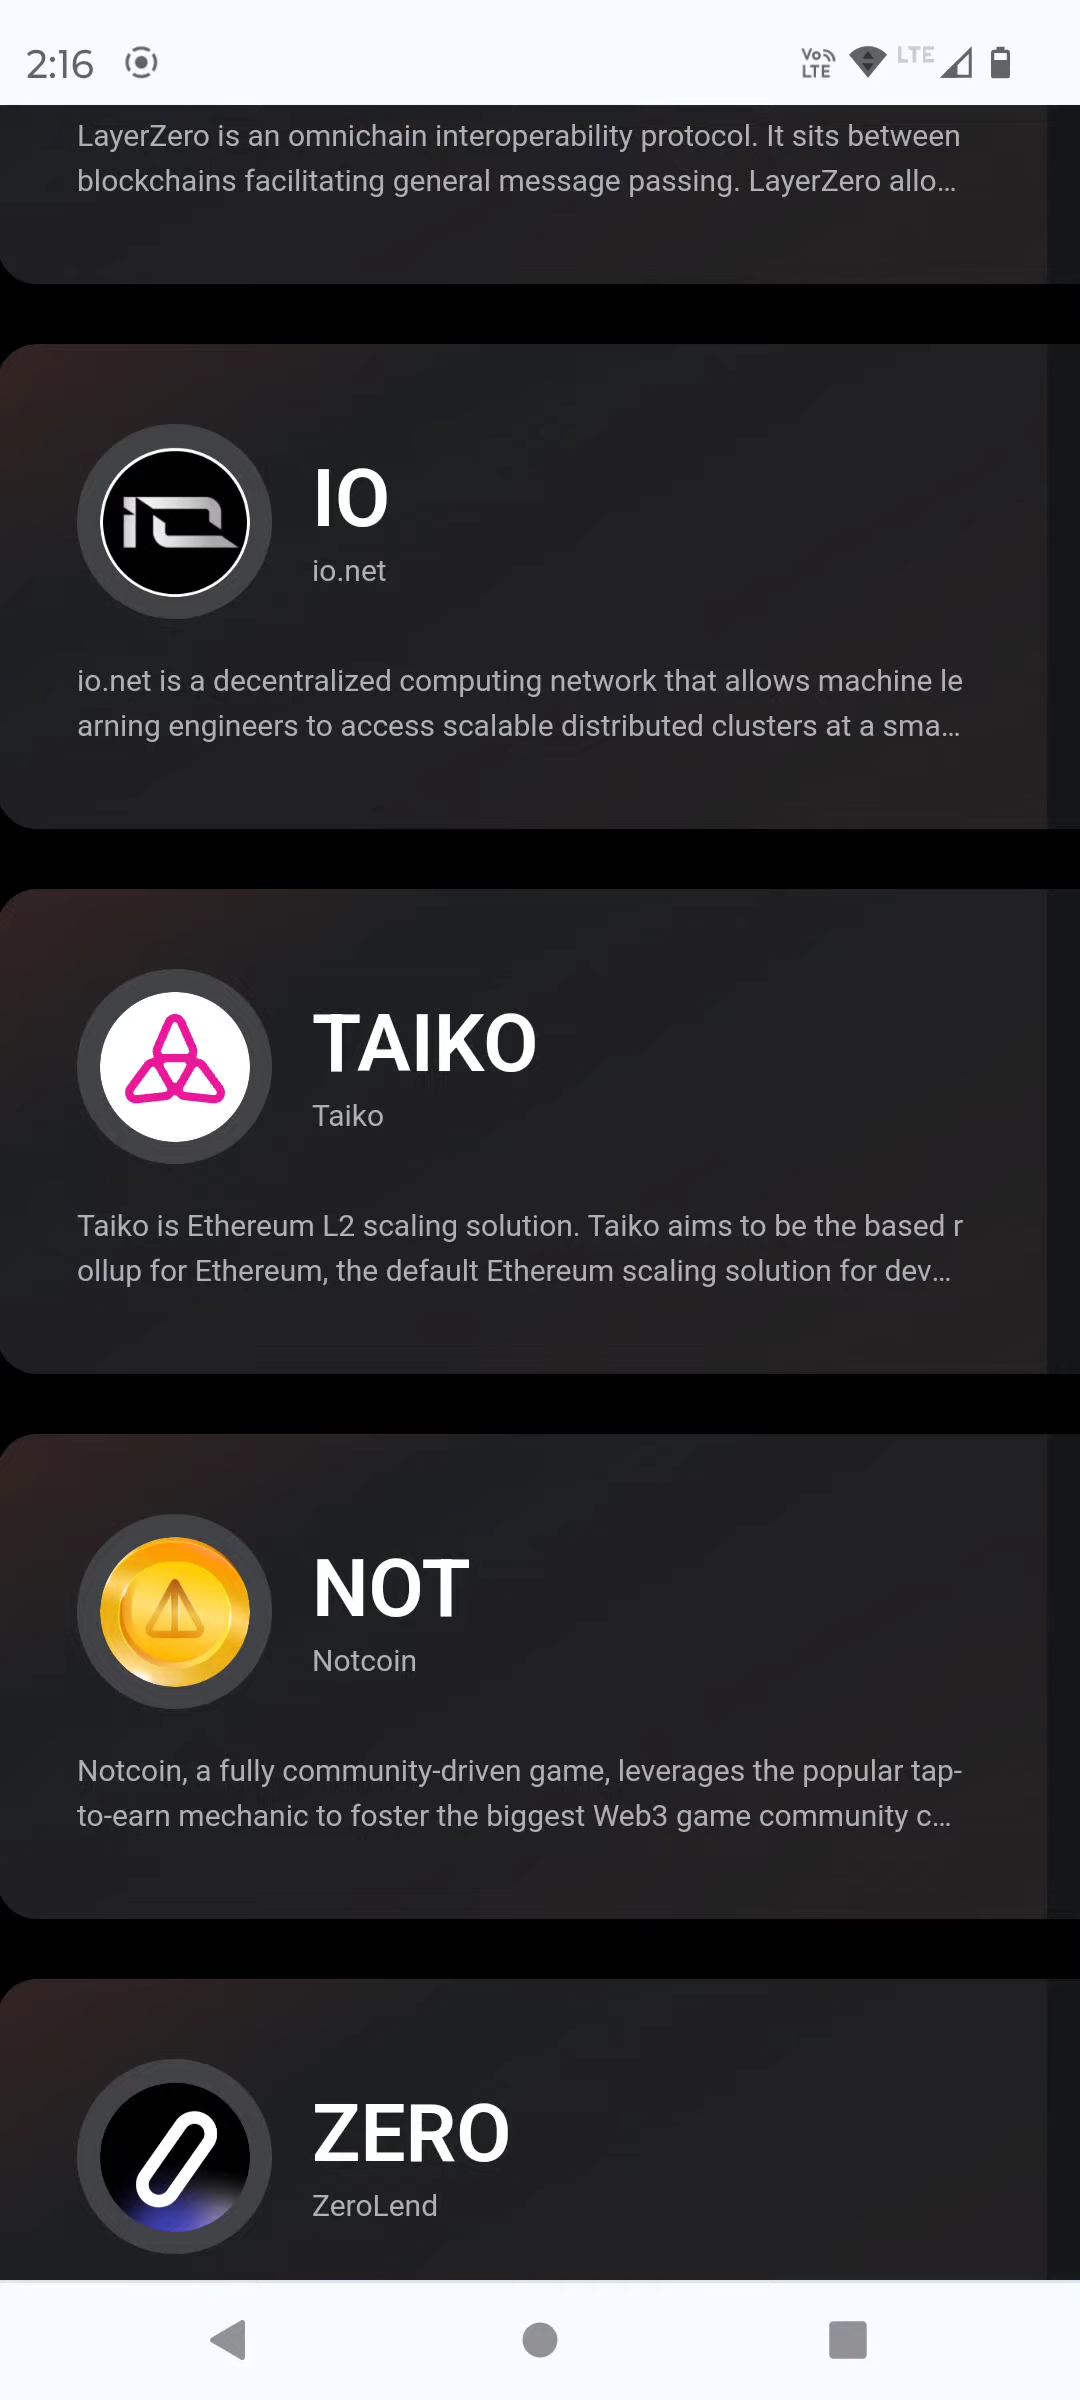 2:16
Vo LTE
LTE
LayerZero is an omnichain interoperability protocol. It sits between
blockchains facilitating general message passing. LayerZero allo...
IO
io.net
io.net is a decentralized computing network that allows machine le
arning engineers to access scalable distributed clusters at a sma...
TAIKO
Taiko
Taiko is Ethereum L2 scaling solution. Taiko aims to be the based r
ollup for Ethereum, the default Ethereum scaling solution for dev...
NOT
Notcoin
Notcoin, a fully community-driven game, leverages the popular tap-
to-earn mechanic to foster the biggest Web3 game community c...
ZERO
ZeroLend